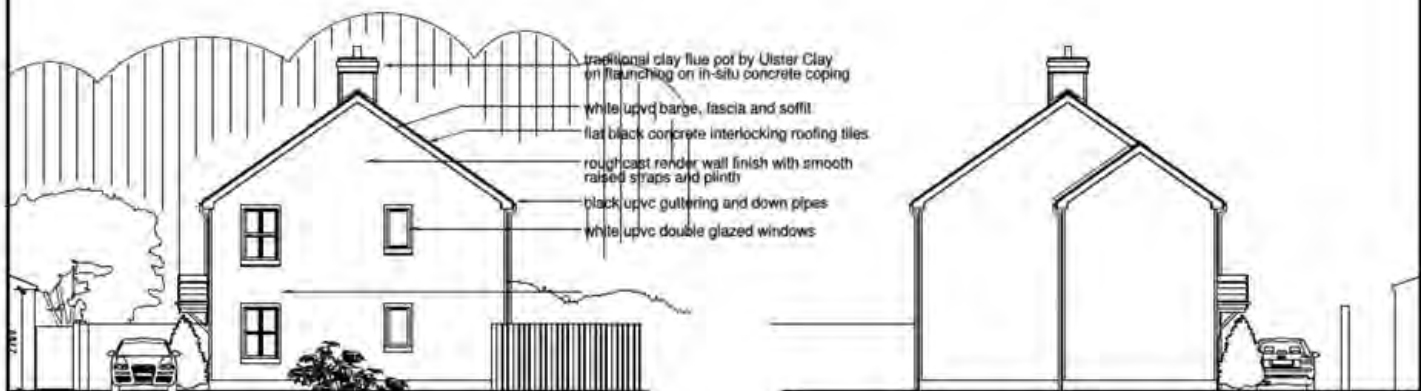 traditional clay flue pot by Ulster Clay
on flaunching on in-situ concrete coping
white upvc barge, fascia and soffit
flat black concrete interlocking roofing tiles
roughcast render wall finish with smooth
raised straps and plinth
black upvc guttering and down pipes
white upvc double glazed windows